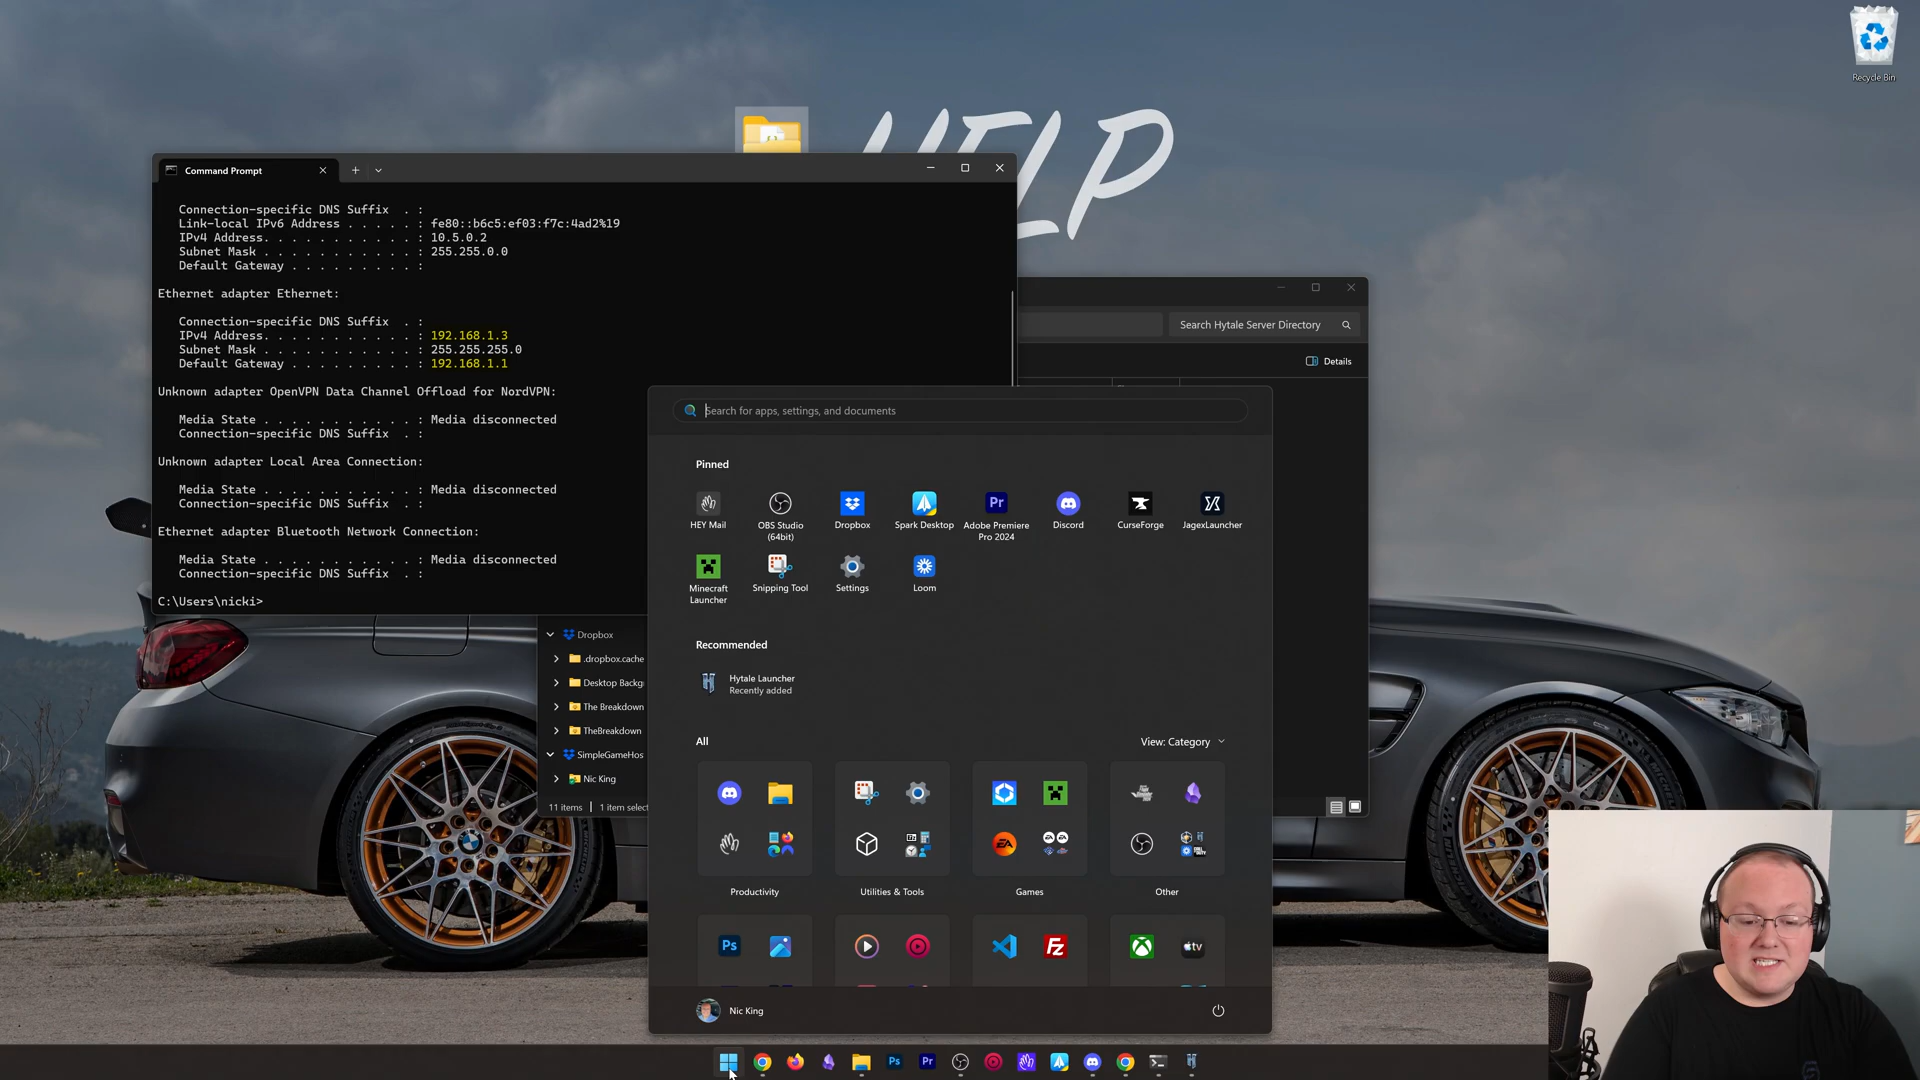 Recycle Bin
HELP
Command Prompt
Connection-specific DNS Suffix  . :
Link-local IPv6 Address . . . . . : fe80::b6c5:ef03:f7c:4ad2%19
IPv4 Address. . . . . . . . . . . : 10.5.0.2
Subnet Mask . . . . . . . . . . . : 255.255.0.0
Default Gateway . . . . . . . . . :
Ethernet adapter Ethernet:
Connection-specific DNS Suffix  . :
IPv4 Address. . . . . . . . . . . : 192.168.1.3
Subnet Mask . . . . . . . . . . . : 255.255.255.0
Default Gateway . . . . . . . . . : 192.168.1.1
Unknown adapter OpenVPN Data Channel Offload for NordVPN:
Media State . . . . . . . . . . . : Media disconnected
Connection-specific DNS Suffix  . :
Unknown adapter Local Area Connection:
Media State . . . . . . . . . . . : Media disconnected
Connection-specific DNS Suffix  . :
Ethernet adapter Bluetooth Network Connection:
Media State . . . . . . . . . . . : Media disconnected
Connection-specific DNS Suffix  . :
C:\Users\nicki>
Search Hytale Server Directory
Details
Dropbox
.dropbox.cache
Desktop Backg
The Breakdown
TheBreakdown
SimpleGameHos
Nic King
11 items
1 item select
Search for apps, settings, and documents
Pinned
HEY Mail
OBS Studio (64bit)
Dropbox
Spark Desktop
Adobe Premiere Pro 2024
Discord
CurseForge
JagexLauncher
Minecraft Launcher
Snipping Tool
Settings
Loom
Recommended
Hytale Launcher
Recently added
All
View: Category
Productivity
Utilities & Tools
Games
Other
Nic King